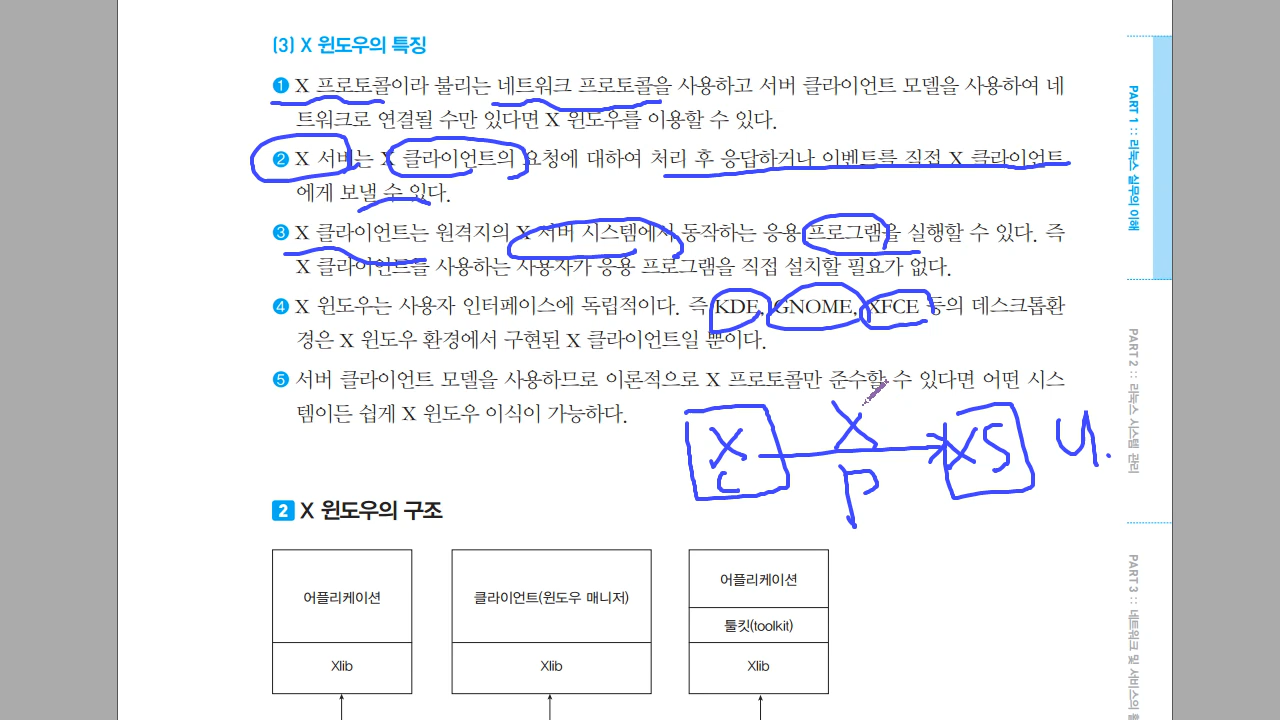 (3) X 윈도우의 특징
❶ X 프로토콜이라 불리는 네트워크 프로토콜을 사용하고 서버 클라이언트 모델을 사용하여 네
트워크로 연결될 수만 있다면 X 윈도우를 이용할 수 있다.
❷ X 서버는 X 클라이언트의 요청에 대하여 처리 후 응답하거나 이벤트를 직접 X 클라이언트
에게 보낼 수 있다.
❸ X 클라이언트는 원격지의 X 서버 시스템에서 동작하는 응용 프로그램을 실행할 수 있다. 즉
X 클라이언트를 사용하는 사용자가 응용 프로그램을 직접 설치할 필요가 없다.
❹ X 윈도우는 사용자 인터페이스에 독립적이다. 즉 KDE, GNOME, XFCE 등의 데스크톱환
경은 X 윈도우 환경에서 구현된 X 클라이언트일 뿐이다.
❺ 서버 클라이언트 모델을 사용하므로 이론적으로 X 프로토콜만 준수할 수 있다면 어떤 시스
템이든 쉽게 X 윈도우 이식이 가능하다.
X C
X P
XS
2 X 윈도우의 구조
어플리케이션
Xlib
클라이언트(윈도우 매니저)
Xlib
어플리케이션
툴킷(toolkit)
Xlib
PART 1 :: 리눅스 실무의 이해
PART 2 :: 리눅스 시스템 관리
PART 3 :: 네트워크 및 서비스의